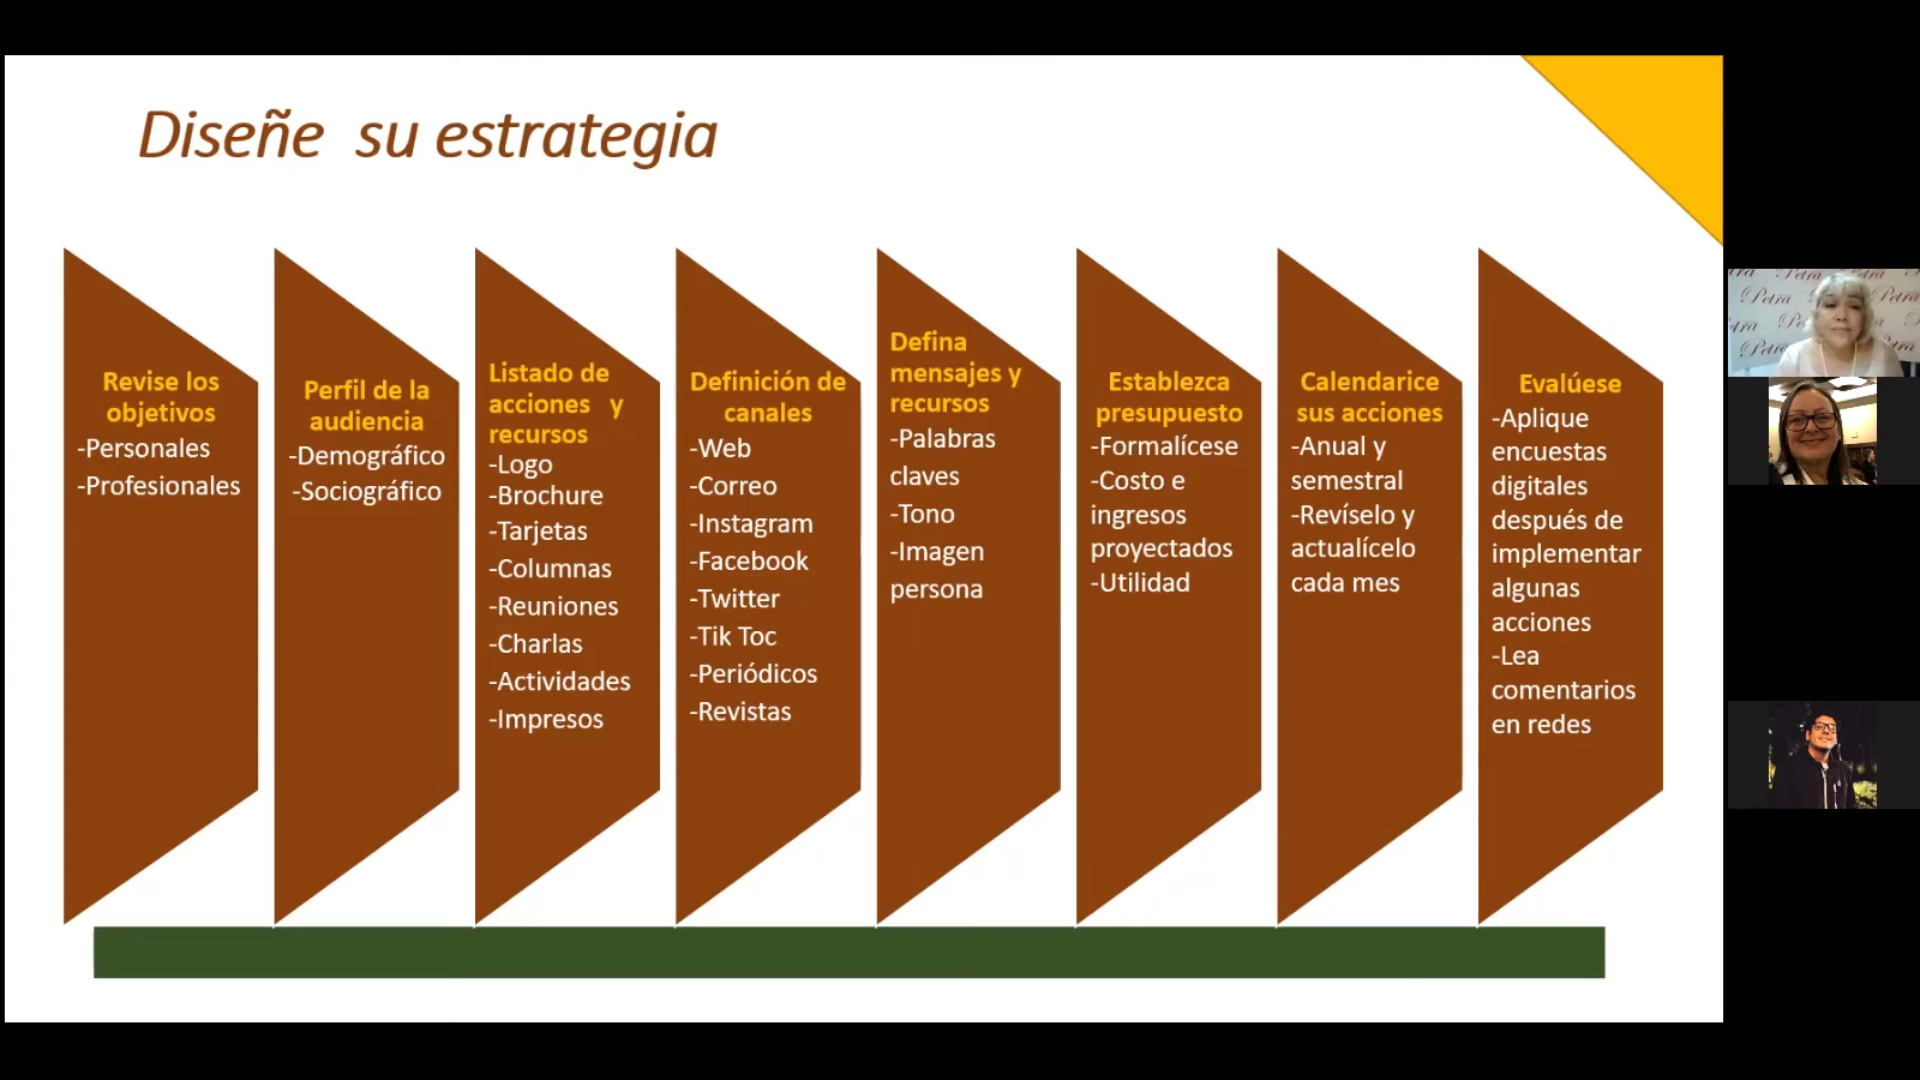 Diseñe su estrategia
Revise los
objetivos
-Personales
-Profesionales
Perfil de la
audiencia
-Demográfico
-Sociográfico
Listado de
acciones y
recursos
-Logo
-Brochure
-Tarjetas
-Columnas
-Reuniones
-Charlas
-Actividades
-Impresos
Definición de
canales
-Web
-Correo
-Instagram
-Facebook
-Twitter
-Tik Toc
-Periódicos
-Revistas
Defina
mensajes y
recursos
-Palabras
claves
-Tono
-Imagen
persona
Establezca
presupuesto
-Formalícese
-Costo e
ingresos
proyectados
-Utilidad
Calendarice
sus acciones
-Anual y
semestral
-Revíselo y
actualícelo
cada mes
Evalúese
-Aplique
encuestas
digitales
después de
implementar
algunas
acciones
-Lea
comentarios
en redes
Petra
Petra